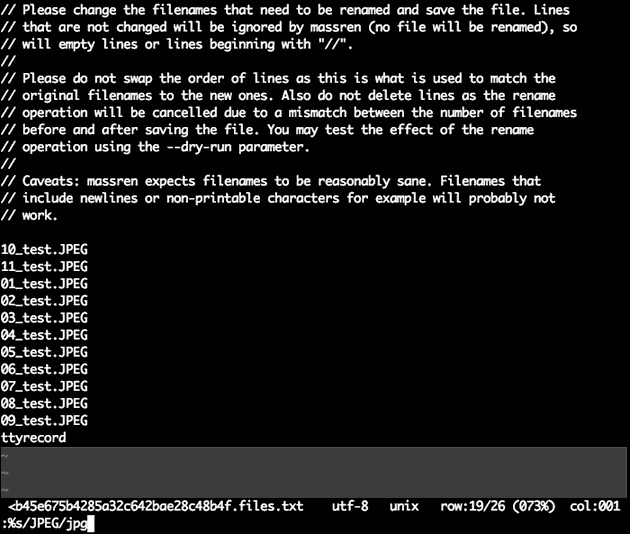 // Please change the filenames that need to be renamed and save the file. Lines
// that are not changed will be ignored by massren (no file will be renamed), so
// will empty lines or lines beginning with "//".
//
// Please do not swap the order of lines as this is what is used to match the
// original filenames to the new ones. Also do not delete lines as the rename
// operation will be cancelled due to a mismatch between the number of filenames
// before and after saving the file. You may test the effect of the rename
// operation using the --dry-run parameter.
//
// Caveats: massren expects filenames to be reasonably sane. Filenames that
// include newlines or non-printable characters for example will probably not
// work.
10_test.JPEG
11_test.JPEG
01_test.JPEG
02_test.JPEG
03_test.JPEG
04_test.JPEG
05_test.JPEG
06_test.JPEG
07_test.JPEG
08_test.JPEG
09_test.JPEG
ttyrecord
~
~
~
<b45e675b4285a32c642bae28c48b4f.files.txt utf-8 unix row:19/26 (073%) col:001
:%s/JPEG/jpg